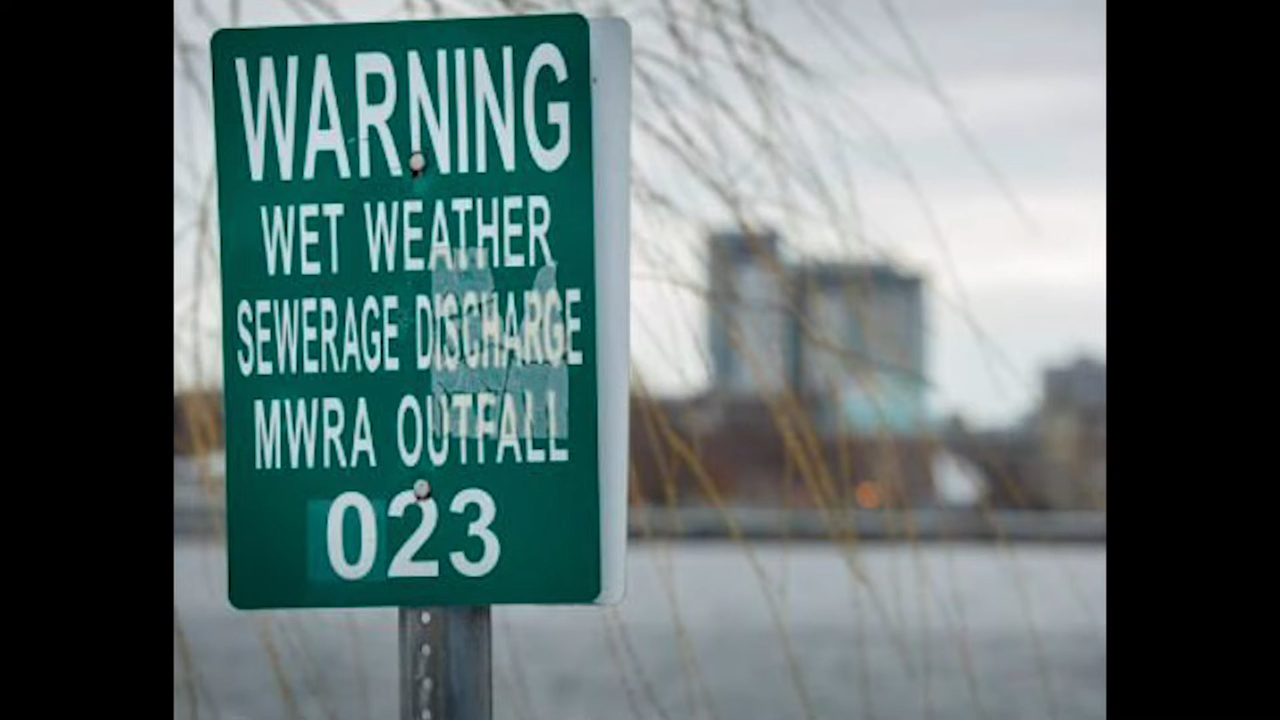 WARNING
WET WEATHER
SEWERAGE DISCHARGE
MWRA OUTFALL
023